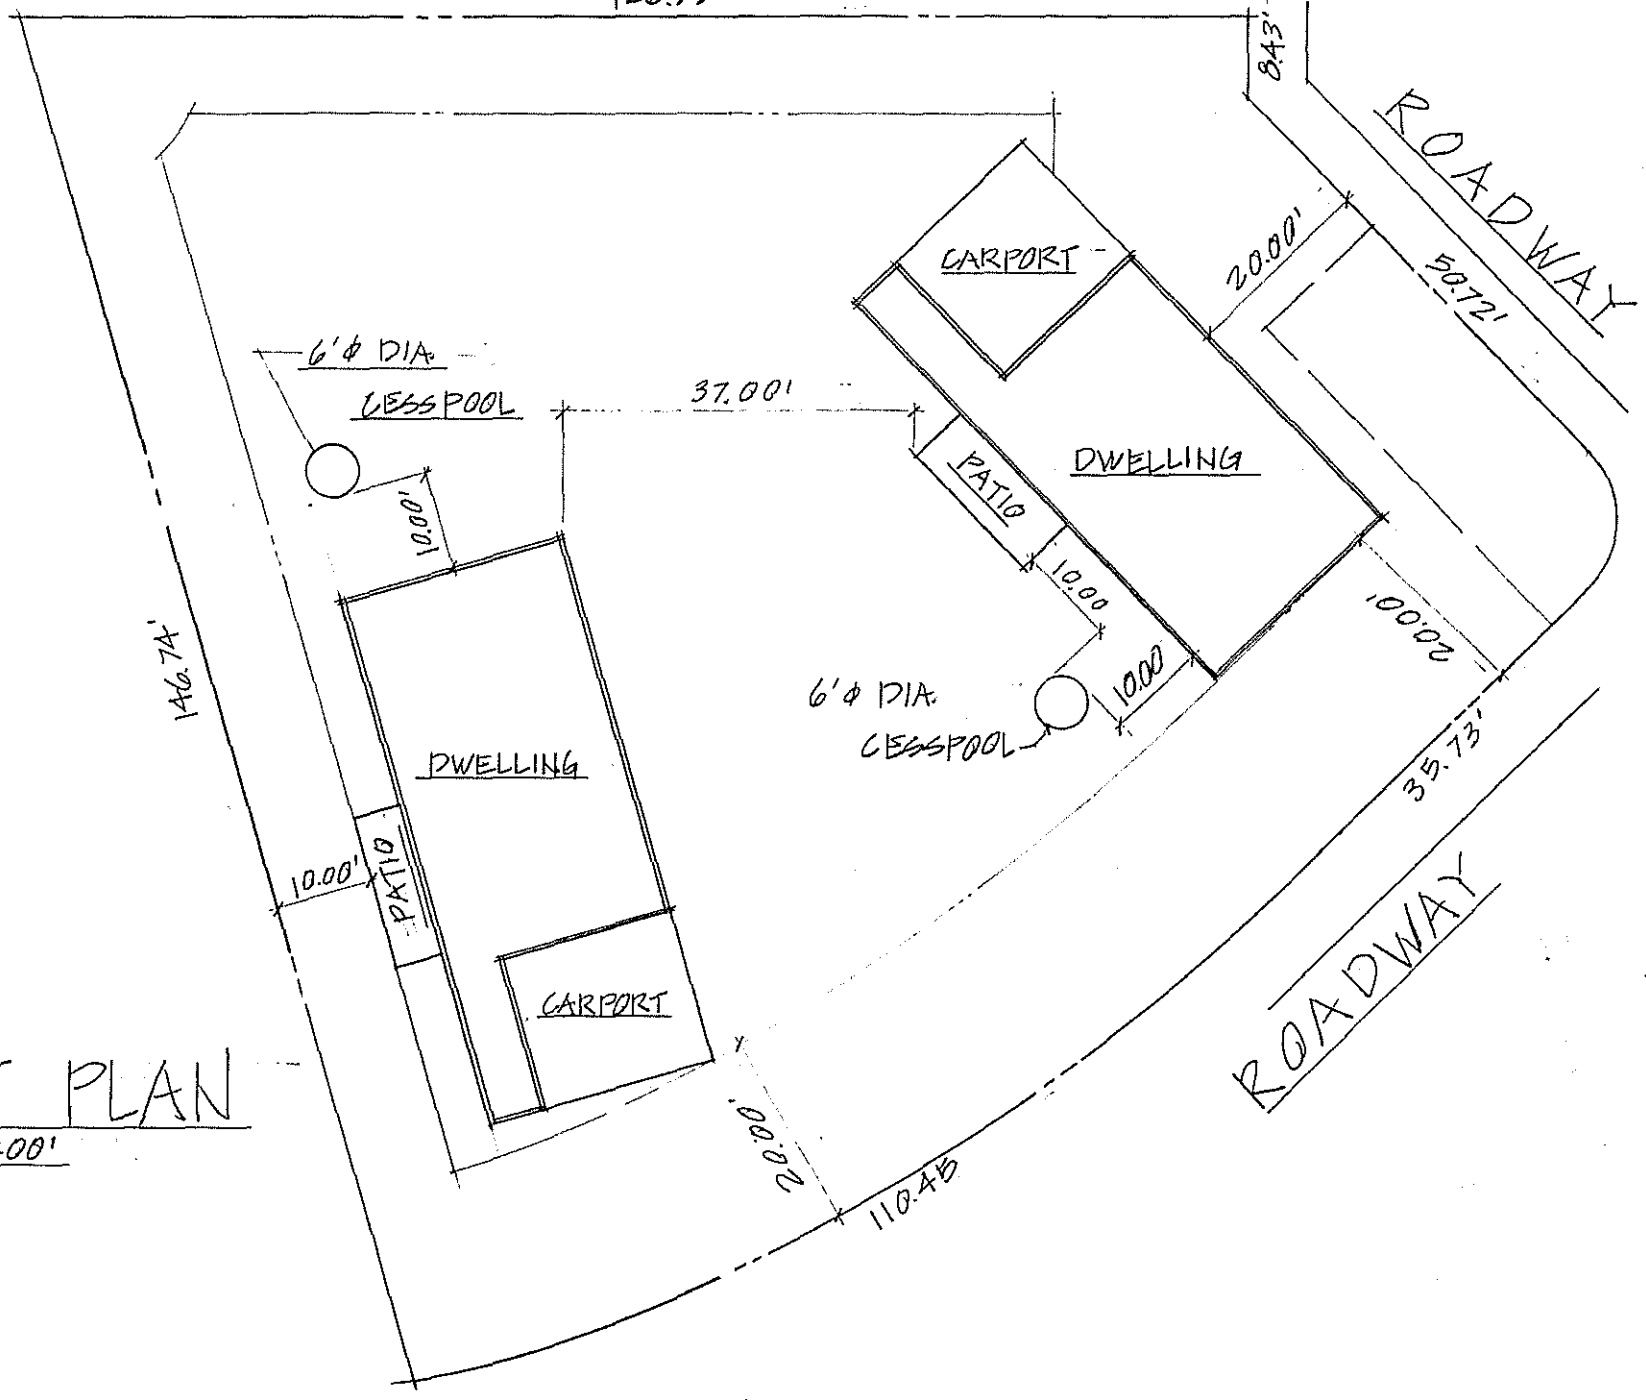 8.43'
ROADWAY
CARPORT
20.00'
50.72'
6'⌀ DIA.
CESSPOOL
37.00'
DWELLING
PATIO
10.00'
10.00
20.00'
146.74'
6'⌀ DIA.
CESSPOOL
10.00
35.73'
DWELLING
PATIO
10.00'
ROADWAY
CARPORT
PLAN
20.00'
110.45